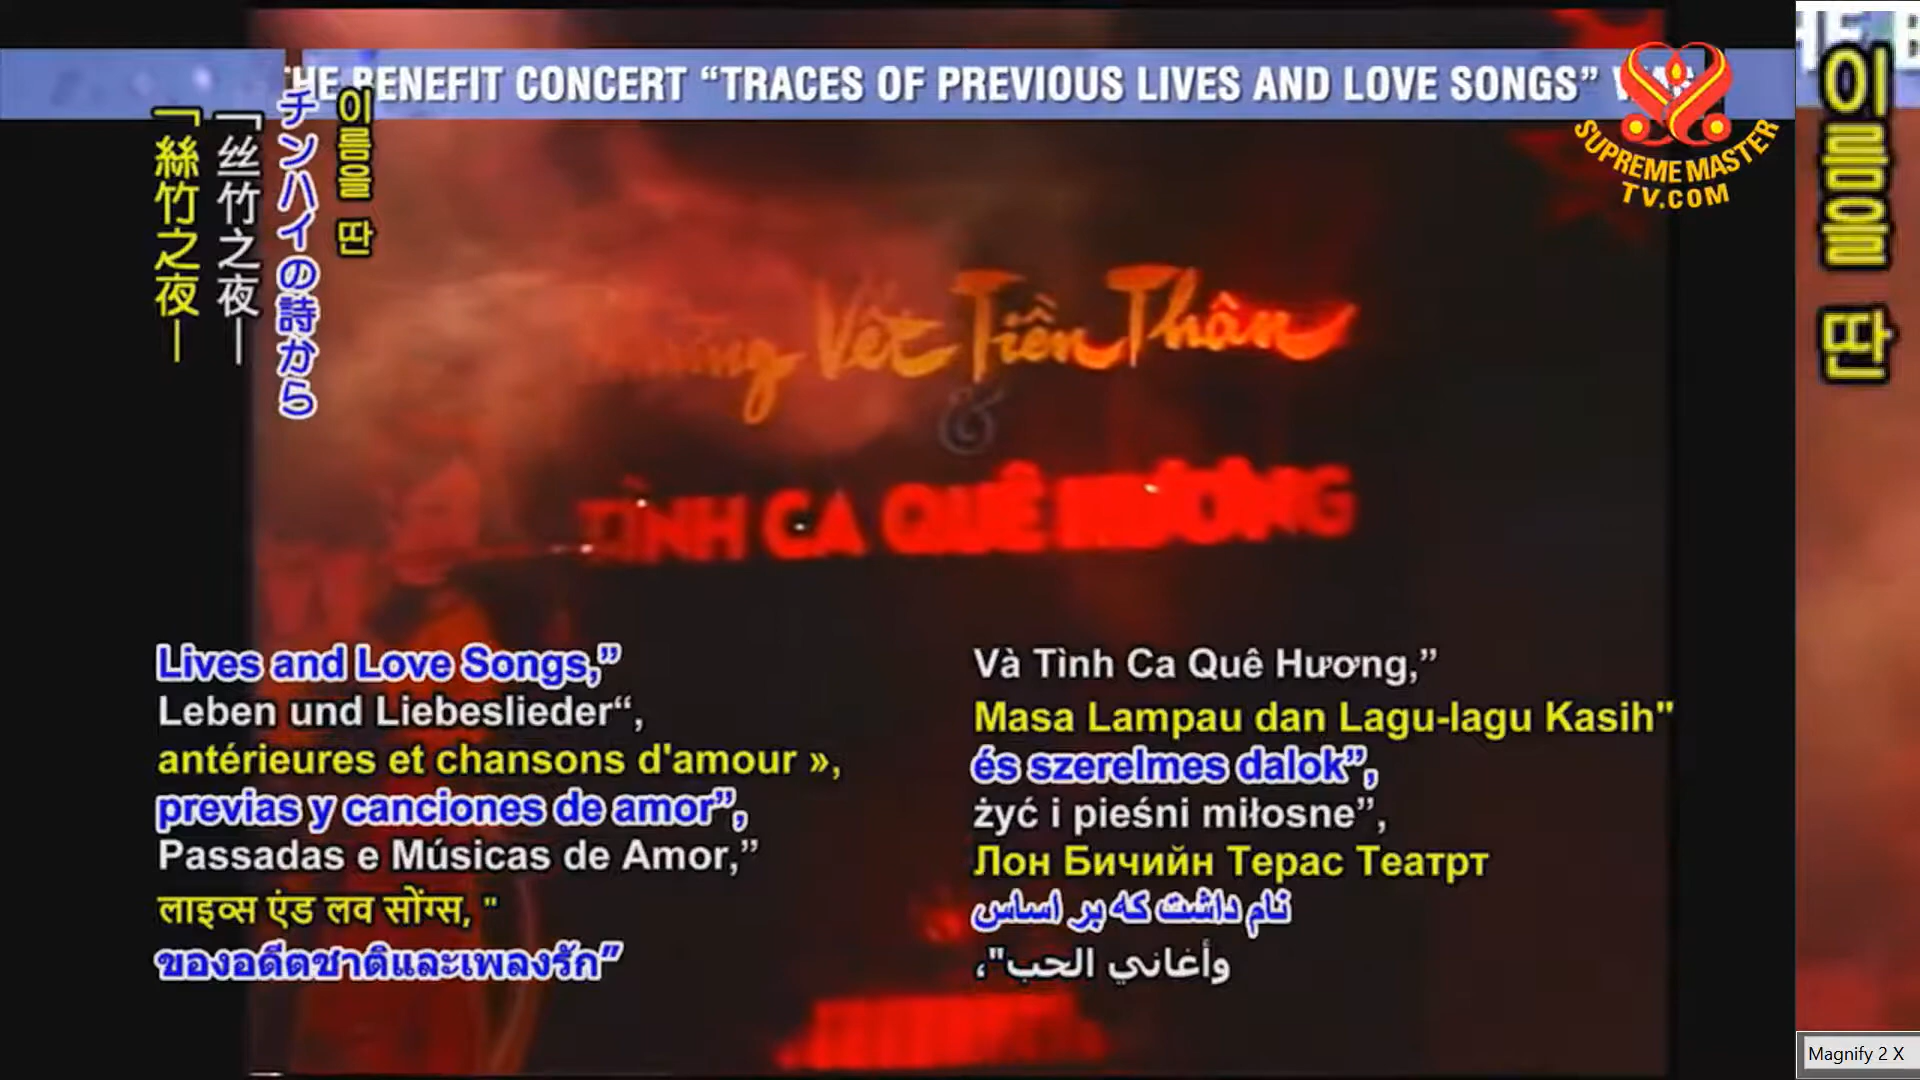 THE BENEFIT CONCERT “TRACES OF PREVIOUS LIVES AND LOVE SONGS”
SUPREME MASTER
TV.COM
「絲竹之夜—
「丝竹之夜—
チンハイの詩から
이름을 딴
Vết Tiền Thân
&
TÌNH CA QUÊ HƯƠNG
Lives and Love Songs,”
Leben und Liebeslieder“,
antérieures et chansons d'amour »,
previas y canciones de amor”,
Passadas e Músicas de Amor,”
लाइव्स एंड लव सोंग्स, "
ของอดีตชาติและเพลงรัก”
Và Tình Ca Quê Hương,”
Masa Lampau dan Lagu-lagu Kasih"
és szerelmes dalok”,
żyć i pieśni miłosne”,
Лон Бичийн Терас Театрт
نام داشت که بر اساس
وأغاني الحب"،
HE B
이름을 딴
Magnify 2 X